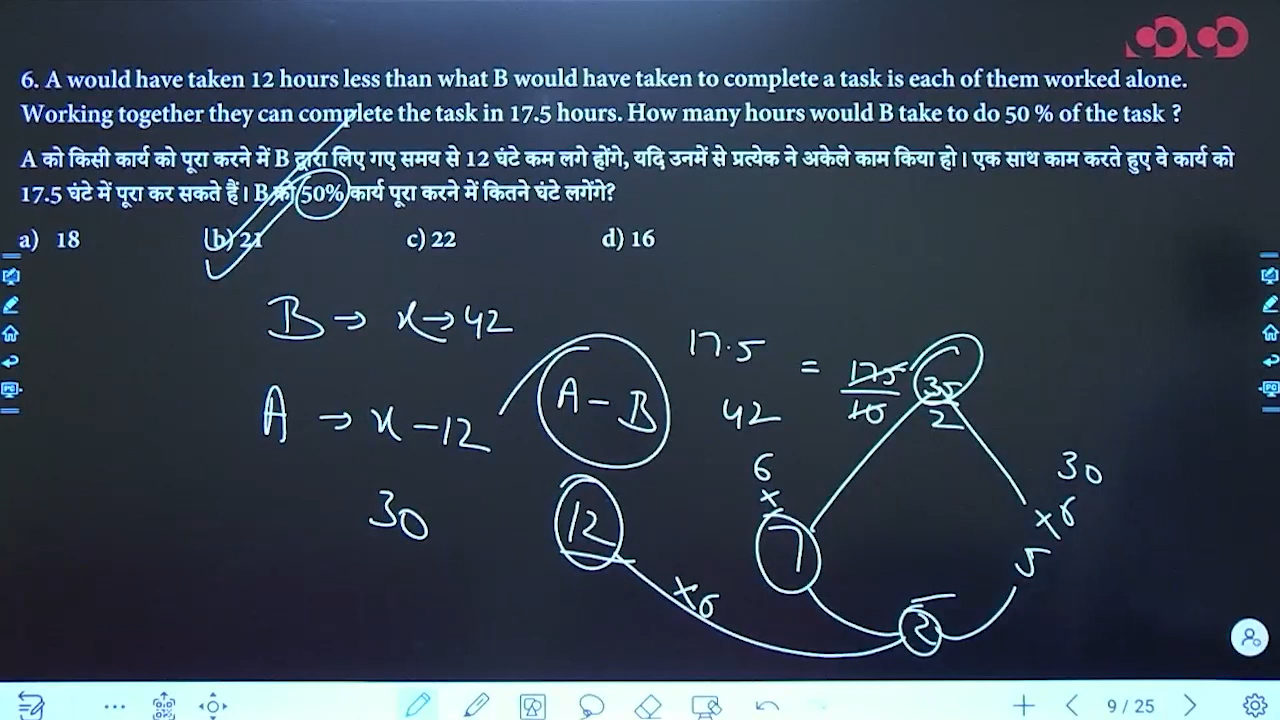 6. A would have taken 12 hours less than what B would have taken to complete a task is each of them worked alone.
Working together they can complete the task in 17.5 hours. How many hours would B take to do 50 % of the task ?
A को किसी कार्य को पूरा करने में B द्वारा लिए गए समय से 12 घंटे कम लगे होंगे, यदि उनमें से प्रत्येक ने अकेले काम किया हो। एक साथ काम करते हुए वे कार्य को
17.5 घंटे में पूरा कर सकते हैं। B को 50% कार्य पूरा करने में कितने घंटे लगेंगे?
a) 18 (b) 21 c) 22 d) 16
B → x → 42
A → x - 12
30
A - B
12
×6
17.5
42
= 175 35
10 2
6
×
7
30
×6
5
2
9 / 25